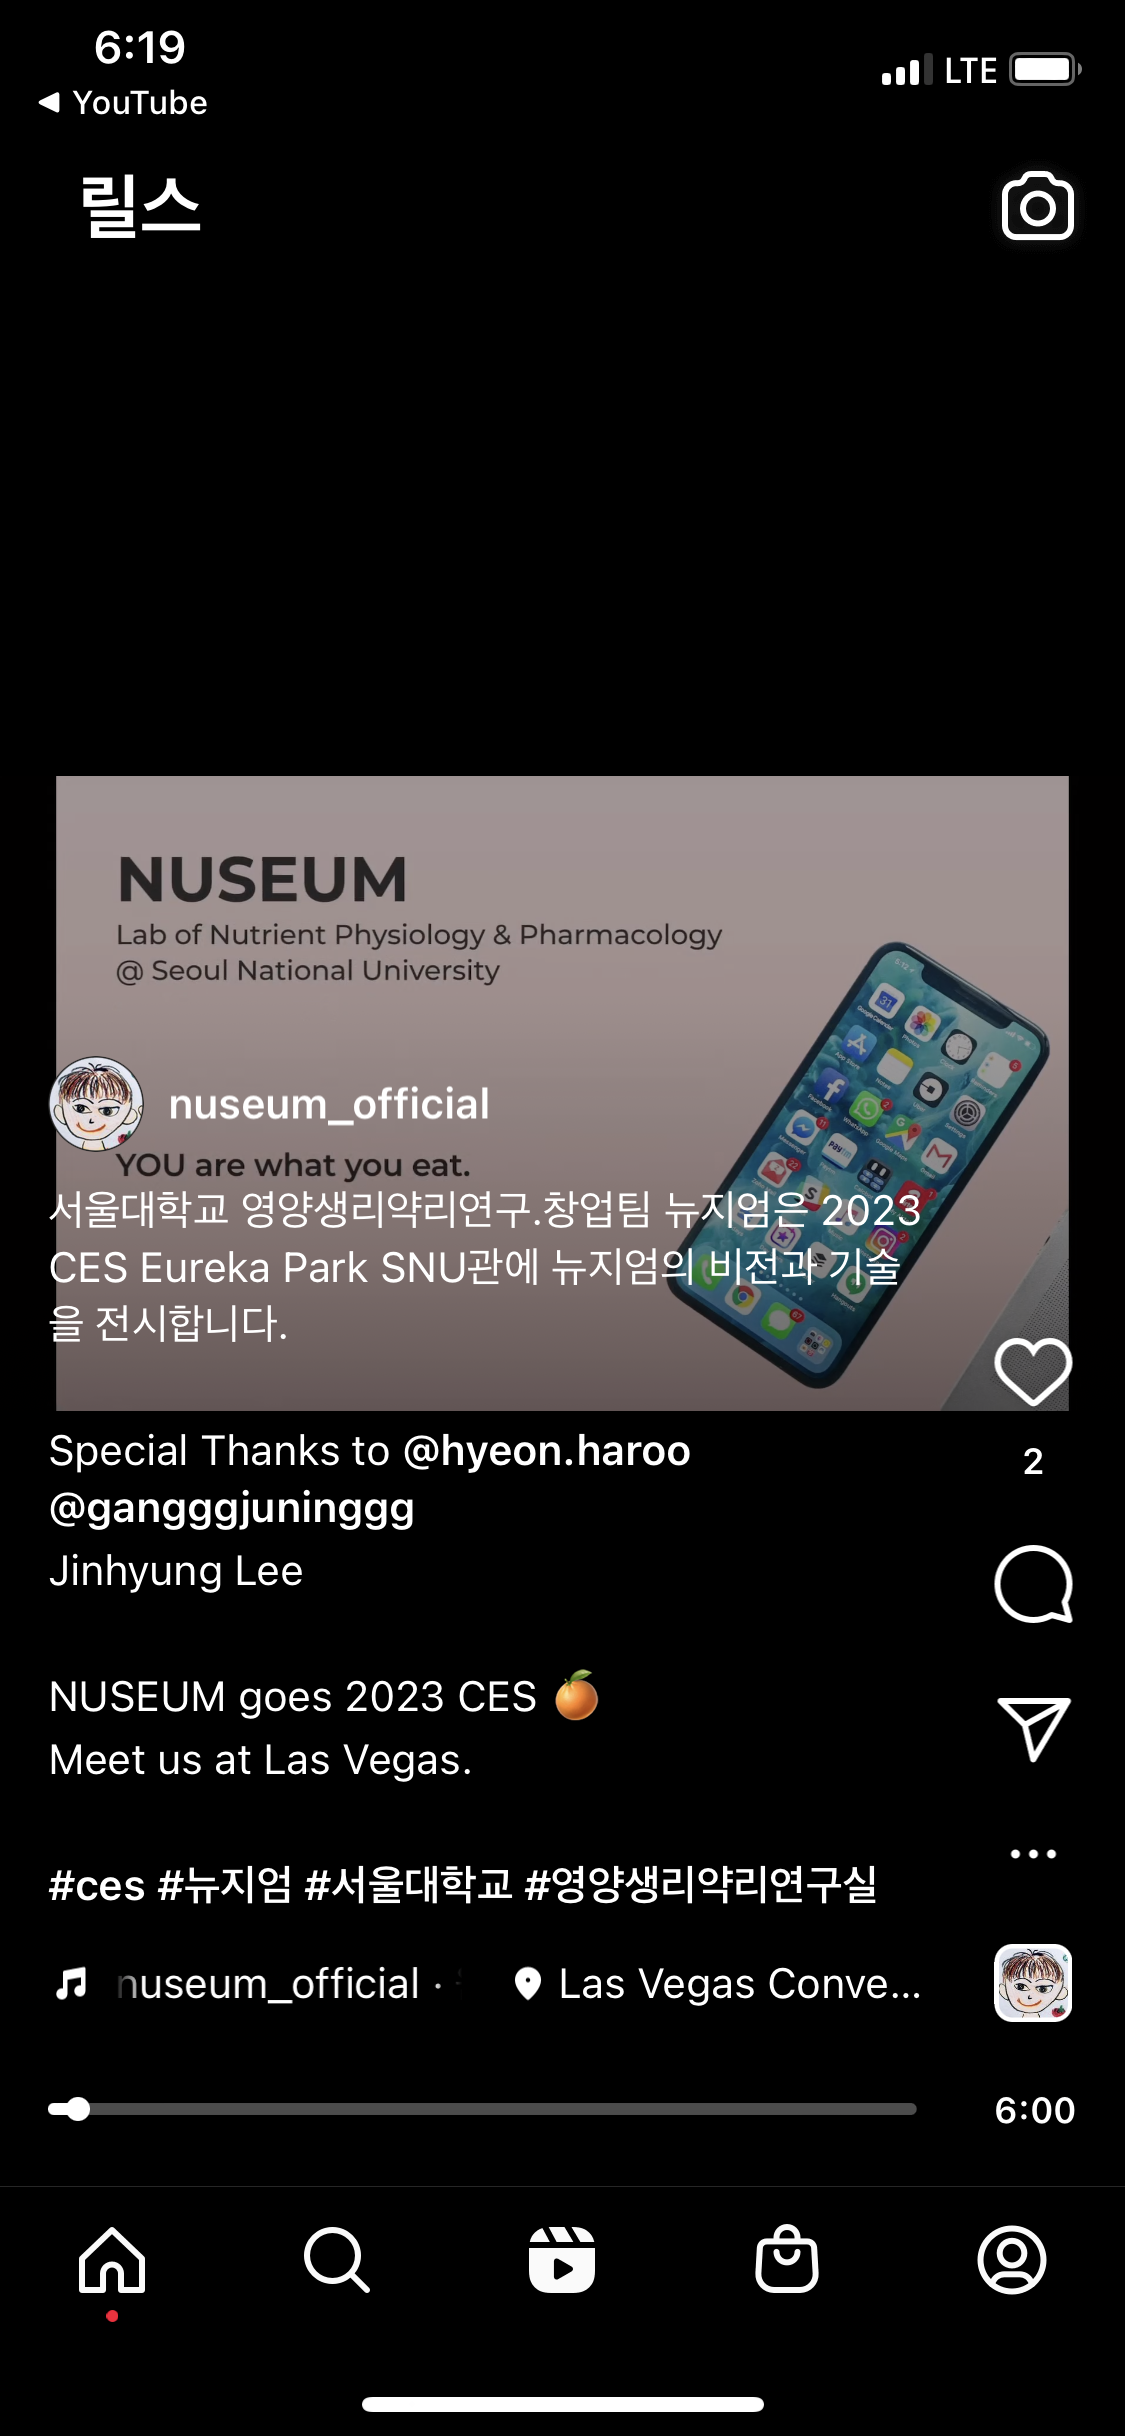 6:19
LTE
YouTube
릴스
NUSEUM
Lab of Nutrient Physiology & Pharmacology
@ Seoul National University
nuseum_official
YOU are what you eat.
서울대학교 영양생리약리연구.창업팀 뉴지엄은 2023
CES Eureka Park SNU관에 뉴지엄의 비전과 기술
을 전시합니다.
Special Thanks to @hyeon.haroo
@gangggjuninggg
2
Jinhyung Lee
NUSEUM goes 2023 CES 🍊
Meet us at Las Vegas.
#ces #뉴지엄 #서울대학교 #영양생리약리연구실
nuseum_official ·
Las Vegas Conve...
6:00